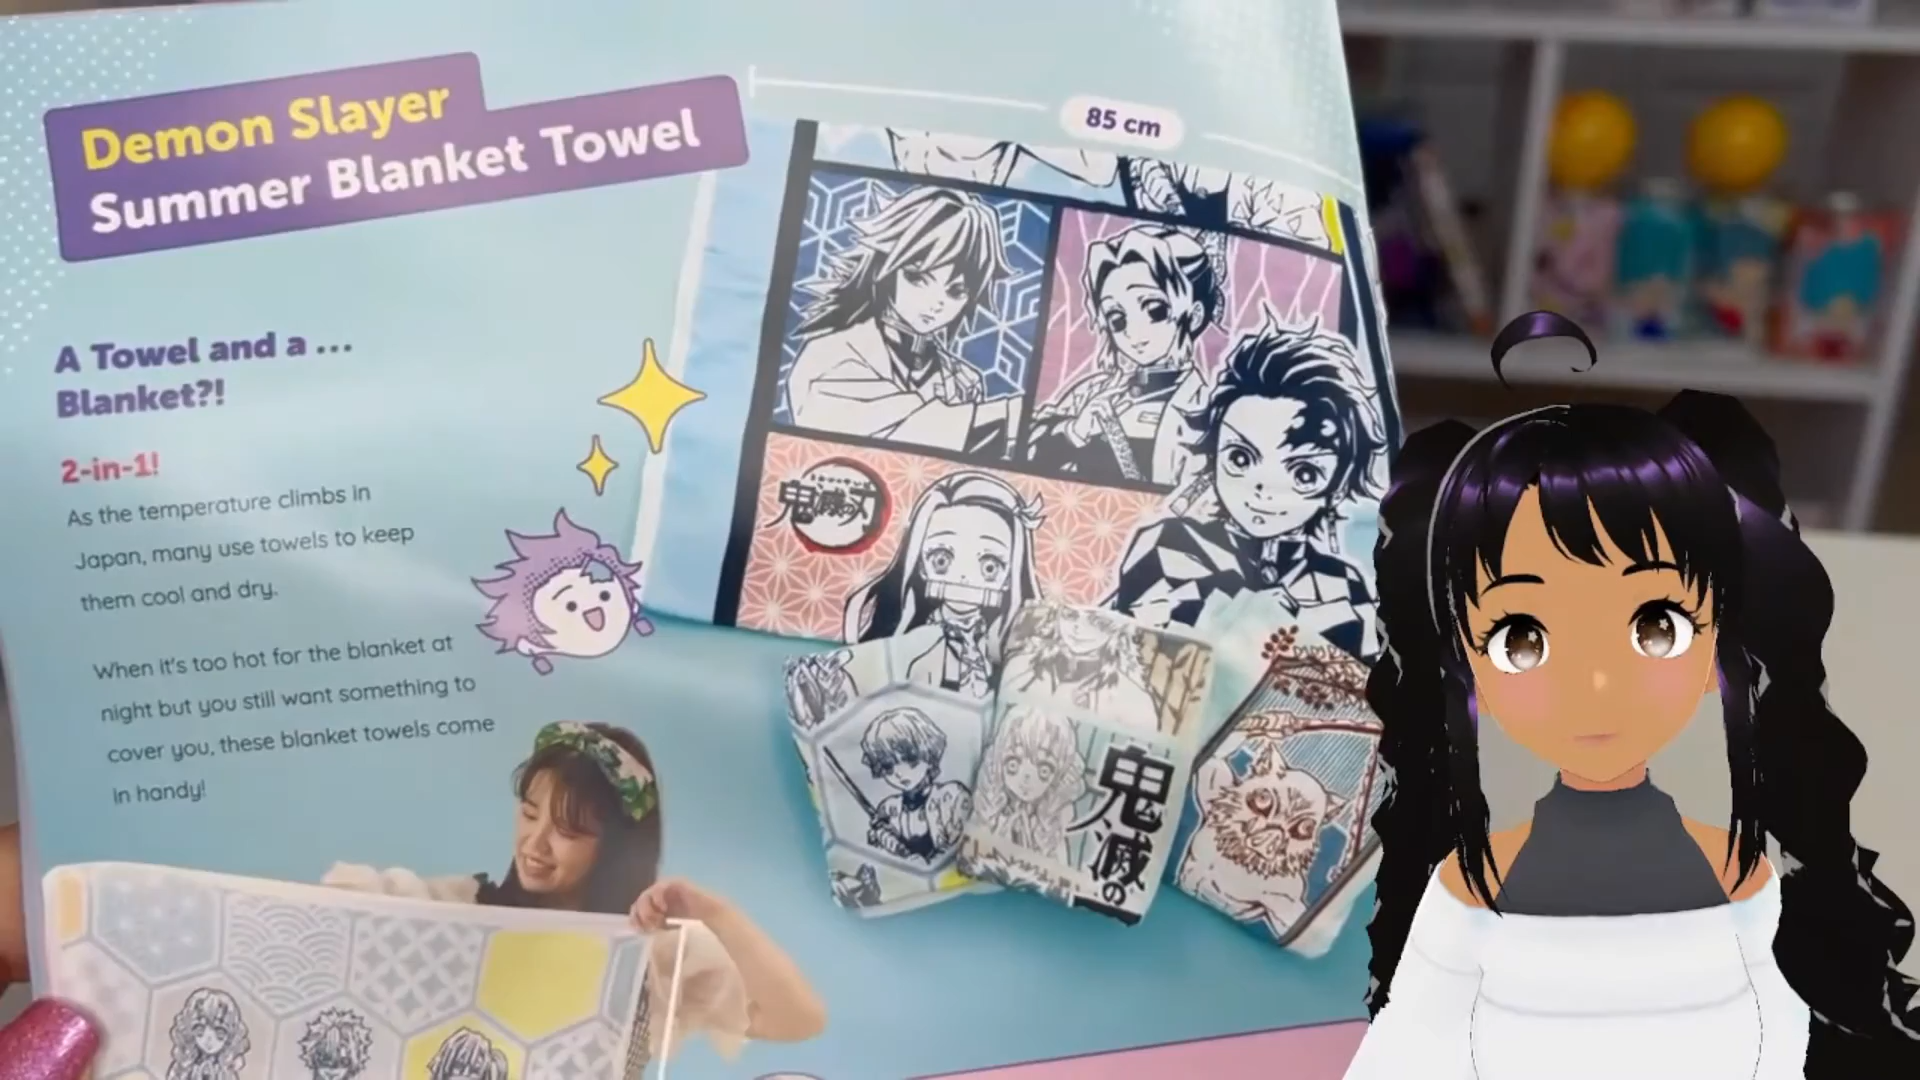 Demon Slayer
Summer Blanket Towel
85 cm
A Towel and a ...
Blanket?!
2-in-1!
As the temperature climbs in
Japan, many use towels to keep
them cool and dry.
When it's too hot for the blanket at
night but you still want something to
cover you, these blanket towels come
in handy!
鬼滅の刃
鬼滅の